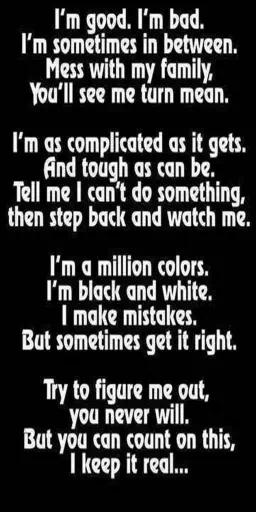 I'm good. I'm bad.
I'm sometimes in between.
Mess with my family,
You'll see me turn mean.
I'm as complicated as it gets.
And tough as can be.
Tell me I can't do something,
then step back and watch me.
I'm a million colors.
I'm black and white.
I make mistakes.
But sometimes get it right.
Try to figure me out,
you never will.
But you can count on this,
I keep it real...